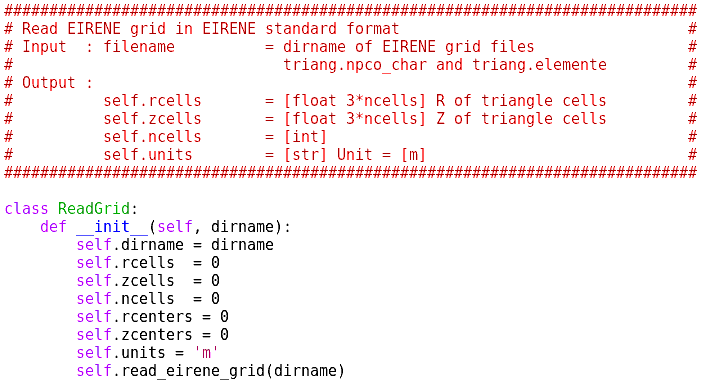 #############################################################################
# Read EIRENE grid in EIRENE standard format                                #
# Input  : filename          = dirname of EIRENE grid files                 #
#                              triang.npco_char and triang.elemente         #
# Output :                                                                  #
#          self.rcells       = [float 3*ncells] R of triangle cells         #
#          self.zcells       = [float 3*ncells] Z of triangle cells         #
#          self.ncells       = [int]                                        #
#          self.units        = [str] Unit = [m]                             #
#############################################################################

class ReadGrid:
    def __init__(self, dirname):
        self.dirname = dirname
        self.rcells  = 0
        self.zcells  = 0
        self.ncells  = 0
        self.rcenters = 0
        self.zcenters = 0
        self.units = 'm'
        self.read_eirene_grid(dirname)